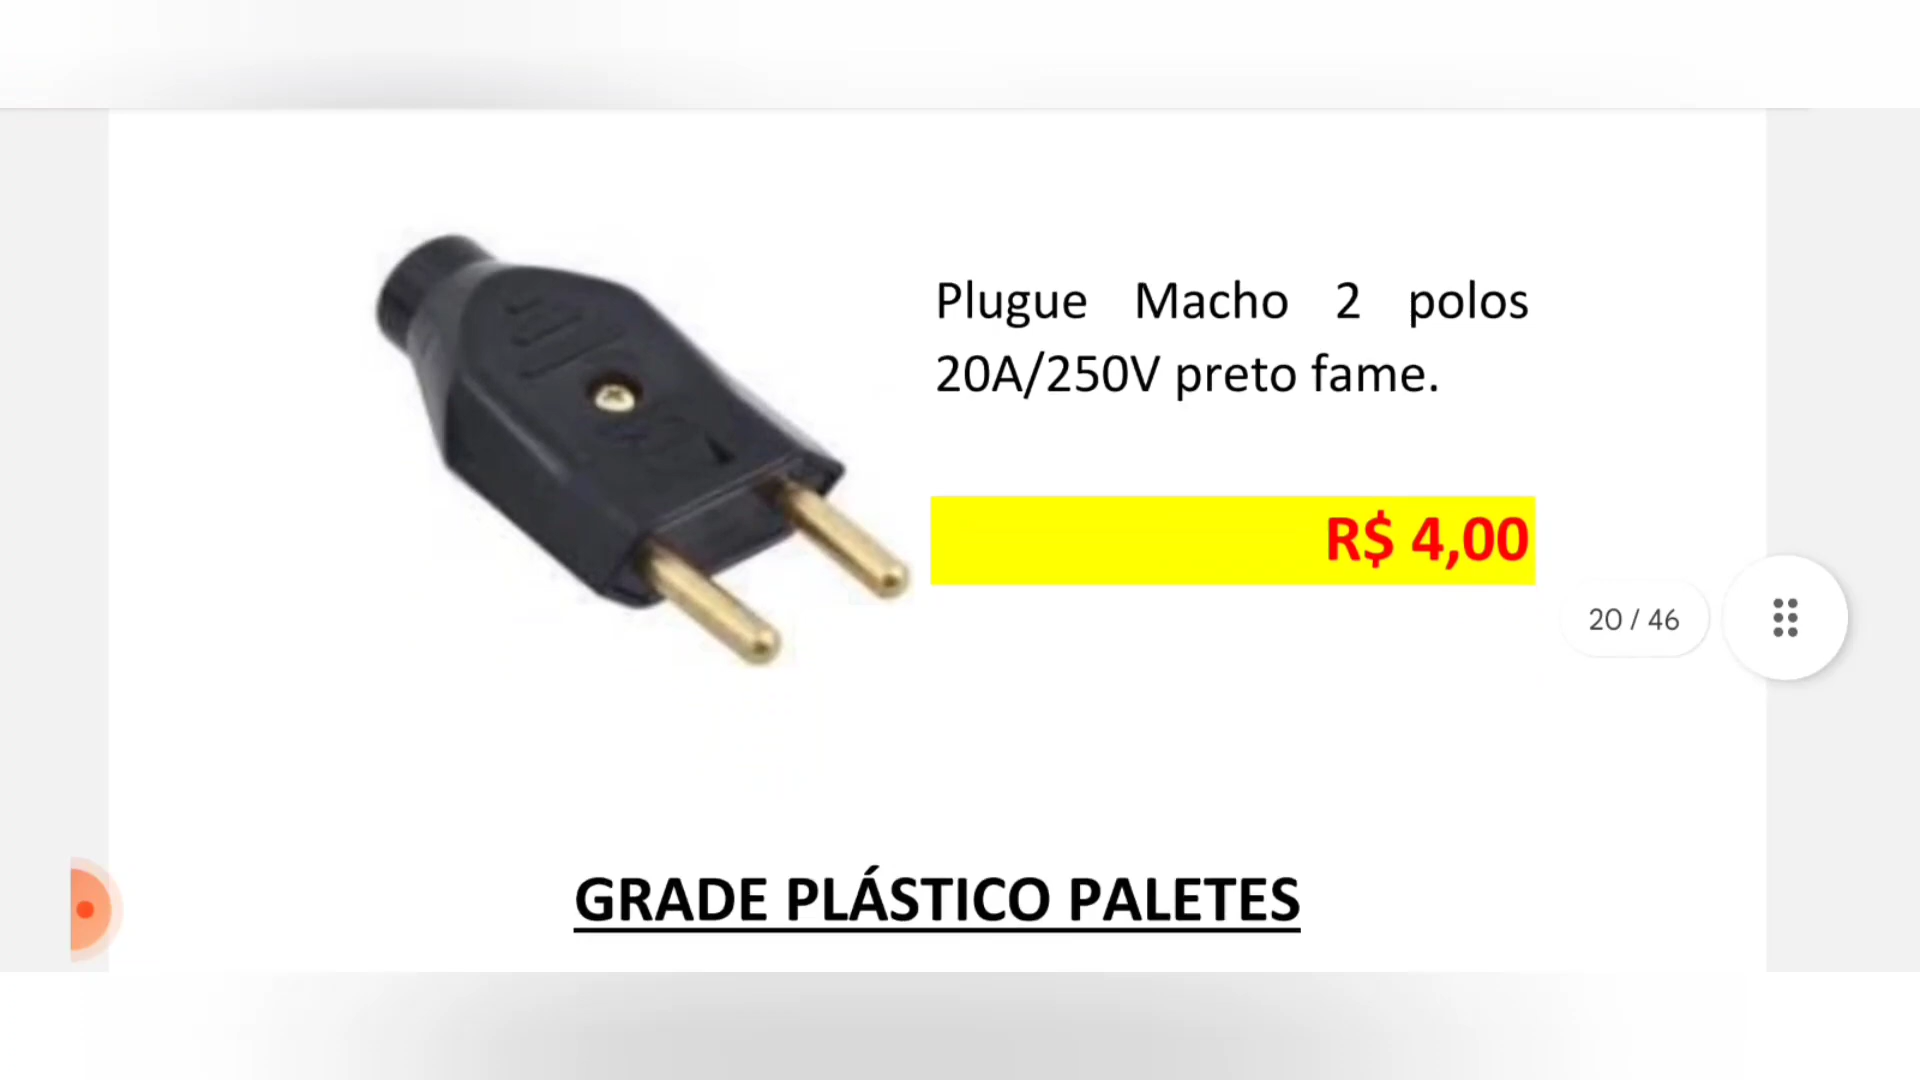 Plugue Macho 2 polos
20A/250V preto fame.
R$ 4,00
20 / 46
GRADE PLÁSTICO PALETES